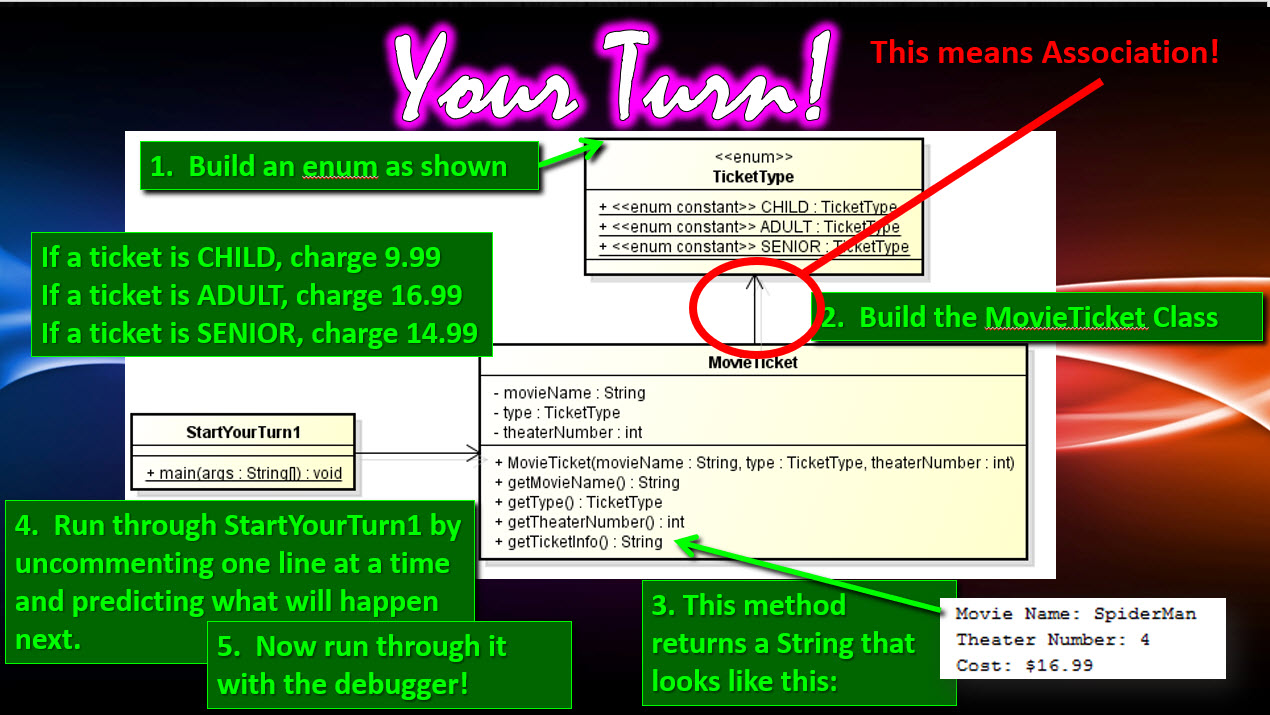 Your Turn!
This means Association!
1. Build an enum as shown
<<enum>>
TicketType
+ <<enum constant>> CHILD : TicketType
+ <<enum constant>> ADULT : TicketType
+ <<enum constant>> SENIOR : TicketType
If a ticket is CHILD, charge 9.99
If a ticket is ADULT, charge 16.99
If a ticket is SENIOR, charge 14.99
2. Build the MovieTicket Class
MovieTicket
- movieName : String
- type : TicketType
- theaterNumber : int
+ MovieTicket(movieName : String, type : TicketType, theaterNumber : int)
+ getMovieName() : String
+ getType() : TicketType
+ getTheaterNumber() : int
+ getTicketInfo() : String
StartYourTurn1
+ main(args : String[]) : void
4. Run through StartYourTurn1 by
uncommenting one line at a time
and predicting what will happen
next.
5. Now run through it
with the debugger!
3. This method
returns a String that
looks like this:
Movie Name: SpiderMan
Theater Number: 4
Cost: $16.99